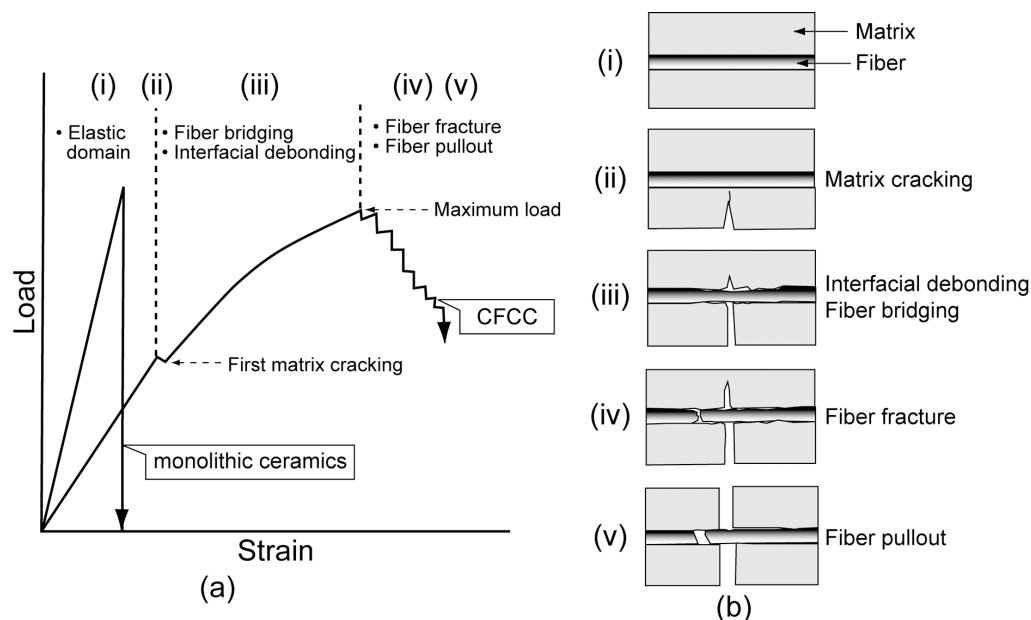 (i) (ii) (iii) (iv) (v)
• Elastic
domain
• Fiber bridging
• Interfacial debonding
• Fiber fracture
• Fiber pullout
Maximum load
CFCC
First matrix cracking
monolithic ceramics
Load
Strain
(a)
(i)
Matrix
Fiber
(ii)
Matrix cracking
(iii)
Interfacial debonding
Fiber bridging
(iv)
Fiber fracture
(v)
Fiber pullout
(b)